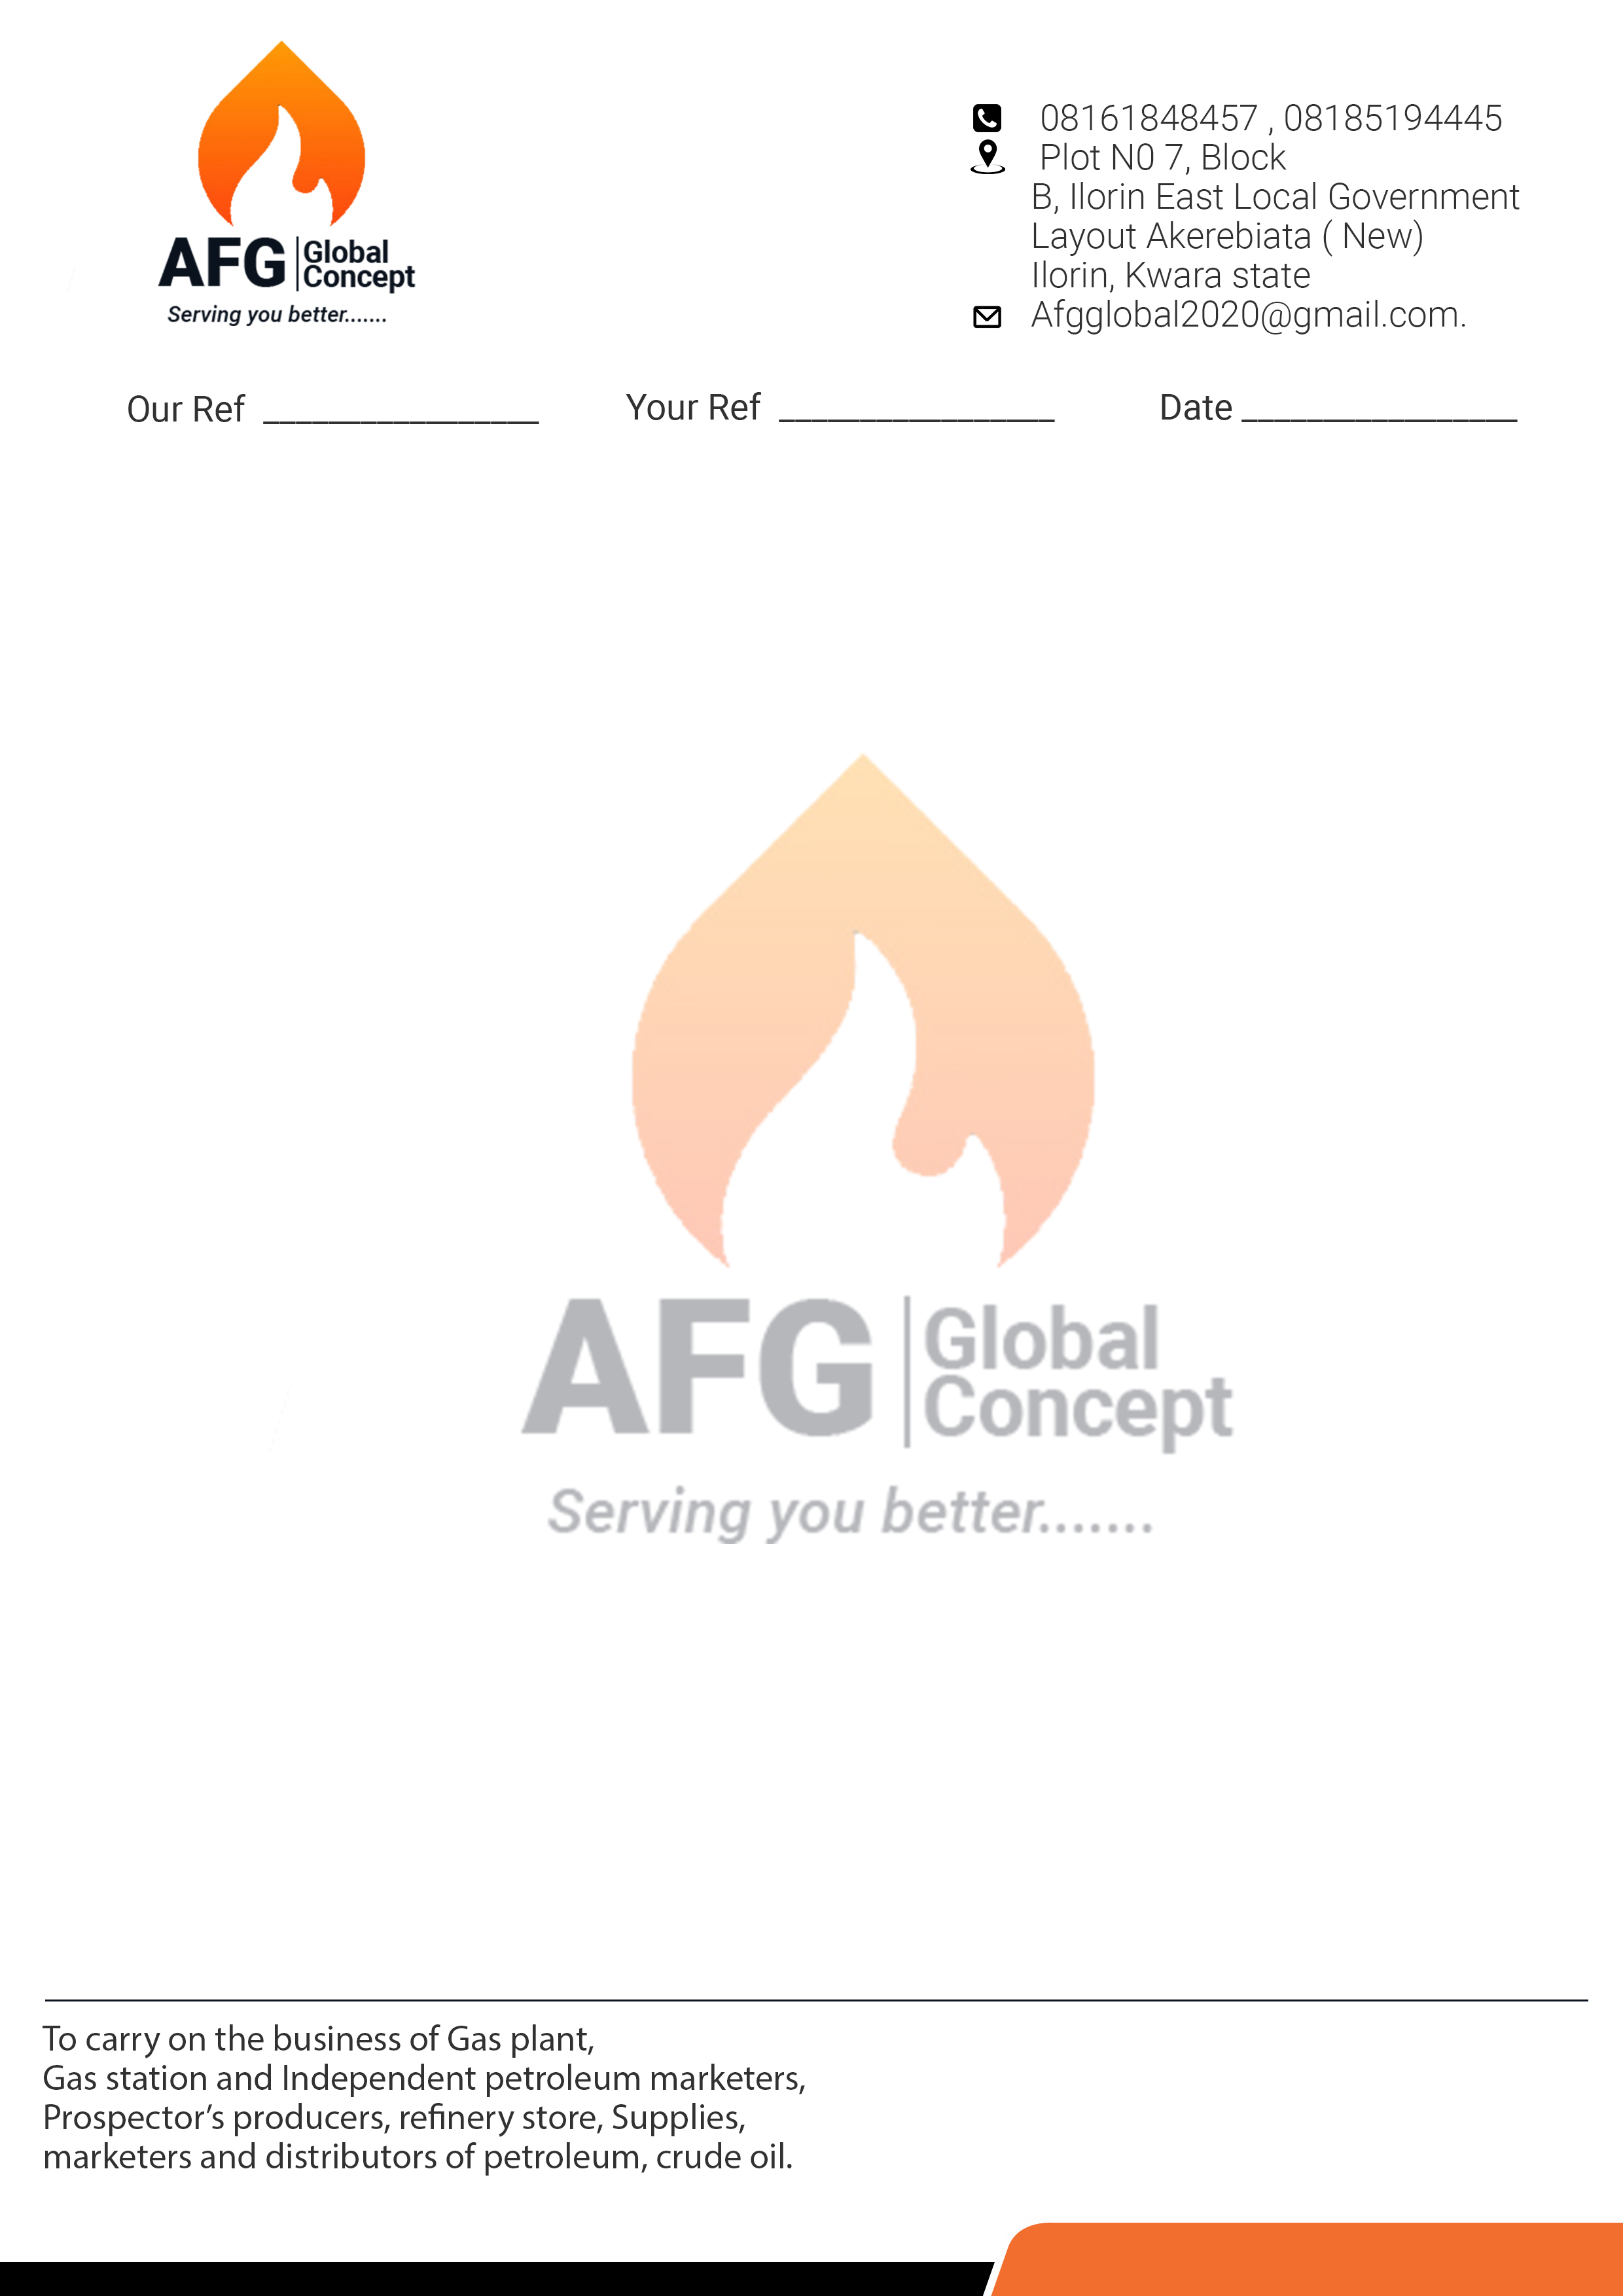 AFG Global
Concept
Serving you better.......
08161848457 , 08185194445
Plot N0 7, Block
B, Ilorin East Local Government
Layout Akerebiata ( New)
Ilorin, Kwara state
Afgglobal2020@gmail.com.
Our Ref _________________ Your Ref _________________ Date _________________
AFG Global
Concept
Serving you better.......
To carry on the business of Gas plant,
Gas station and Independent petroleum marketers,
Prospector’s producers, refinery store, Supplies,
marketers and distributors of petroleum, crude oil.